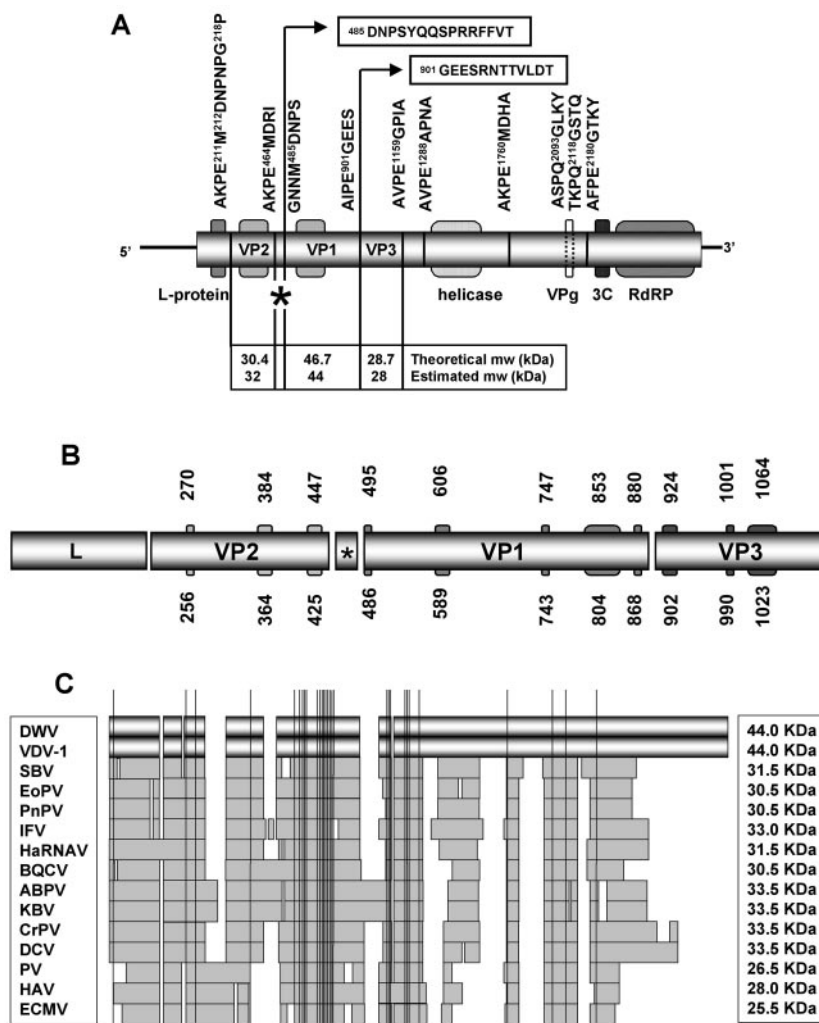 A
⁴⁸⁵ DNPSYQQSPRRFFVT
⁹⁰¹ GEESRNTTVLDT
AKPE²¹¹M²¹²DNPNPG²¹⁸P
AKPE⁴⁶⁴MDRI
GNNM⁴⁸⁵DNPS
AIPE⁹⁰¹GEES
AVPE¹¹⁵⁹GPIA
AVPE¹²⁸⁸APNA
AKPE¹⁷⁶⁰MDHA
ASPQ²⁰⁹³GLKY
TKPQ²¹¹⁸GSTQ
AFPE²¹⁸⁰GTKY
5' VP2 VP1 VP3 3'
L-protein * helicase VPg 3C RdRP
30.4 46.7 28.7 Theoretical mw (kDa)
32 44 28 Estimated mw (kDa)
B
270 384 447 495 606 747 853 880 924 1001 1064
L VP2 * VP1 VP3
256 364 425 486 589 743 804 868 902 990 1023
C
DWV 44.0 KDa
VDV-1 44.0 KDa
SBV 31.5 KDa
EoPV 30.5 KDa
PnPV 30.5 KDa
IFV 33.0 KDa
HaRNAV 31.5 KDa
BQCV 30.5 KDa
ABPV 33.5 KDa
KBV 33.5 KDa
CrPV 33.5 KDa
DCV 33.5 KDa
PV 26.5 KDa
HAV 28.0 KDa
ECMV 25.5 KDa